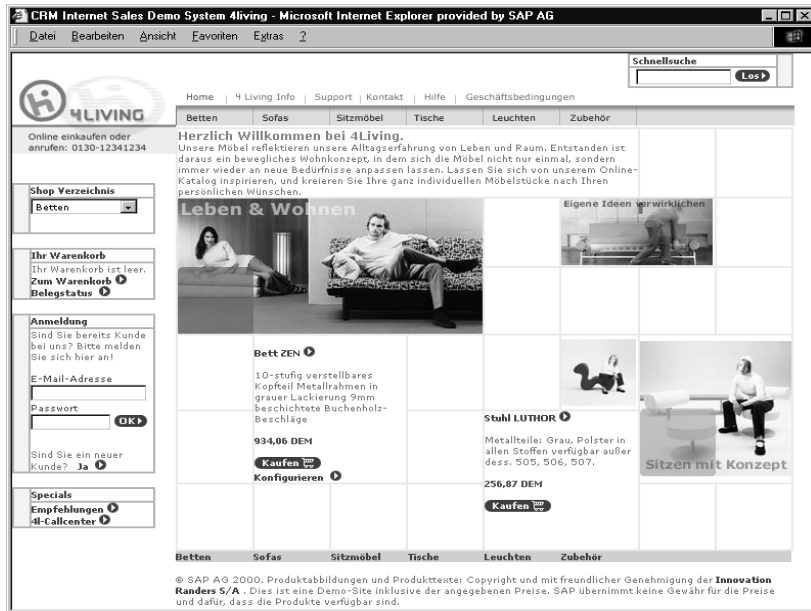 CRM Internet Sales Demo System 4living - Microsoft Internet Explorer provided by SAP AG
Datei Bearbeiten Ansicht Favoriten Extras ?
Schnellsuche
Los
Home | 4 Living Info | Support | Kontakt | Hilfe | Geschäftsbedingungen
4LIVING
Betten Sofas Sitzmöbel Tische Leuchten Zubehör
Online einkaufen oder
anrufen: 0130-12341234
Herzlich Willkommen bei 4Living.
Unsere Möbel reflektieren unsere Alltagserfahrung von Leben und Raum. Entstanden ist
daraus ein bewegliches Wohnkonzept, in dem sich die Möbel nicht nur einmal, sondern
immer wieder an neue Bedürfnisse anpassen lassen. Lassen Sie sich von unserem Online-
Katalog inspirieren, und kreieren Sie Ihre ganz individuellen Möbelstücke nach Ihren
persönlichen Wünschen.
Shop Verzeichnis
Betten
Ihr Warenkorb
Ihr Warenkorb ist leer.
Zum Warenkorb
Belegstatus
Anmeldung
Sind Sie bereits Kunde
bei uns? Bitte melden
Sie sich hier an!
E-Mail-Adresse
Passwort
OK
Sind Sie ein neuer
Kunde? Ja
Specials
Empfehlungen
4l-Callcenter
Leben & Wohnen
Eigene Ideen verwirklichen
Bett ZEN
10-stufig verstellbares
Kopfteil Metallrahmen in
grauer Lackierung 9mm
beschichtete Buchenholz-
Beschläge
934,06 DEM
Kaufen
Konfigurieren
Stuhl LUTHOR
Metallteile: Grau, Polster in
allen Stoffen verfügbar außer
dess. 505, 506, 507.
256,87 DEM
Kaufen
Sitzen mit Konzept
Betten Sofas Sitzmöbel Tische Leuchten Zubehör
© SAP AG 2000. Produktabbildungen und Produkttexte: Copyright und mit freundlicher Genehmigung der Innovation
Randers S/A . Dies ist eine Demo-Site inklusive der angegebenen Preise. SAP übernimmt keine Gewähr für die Preise
und dafür, dass die Produkte verfügbar sind.